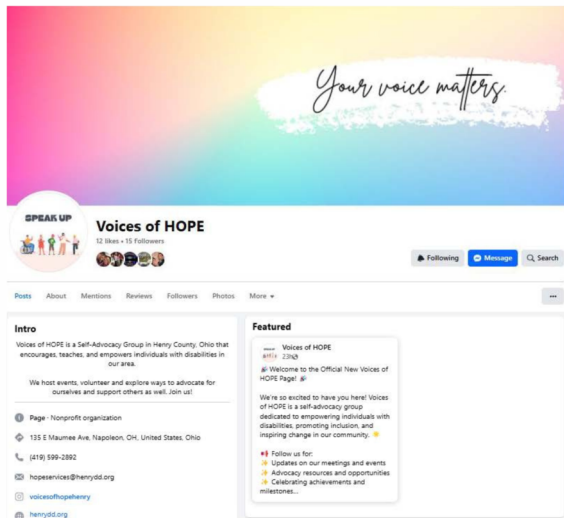 Your voice matters.
SPEAK UP
Voices of HOPE
12 likes • 15 Followers
Following
Message
Search
Posts
About
Mentions
Reviews
Followers
Photos
More
Intro
Voices of HOPE is a Self-Advocacy Group in Henry County, Ohio that
encourages, teaches, and empowers individuals with disabilities in
our area.
We host events, volunteer and explore ways to advocate for
ourselves and support others as well. Join us!
Page · Nonprofit organization
135 E Maumee Ave, Napoleon, OH, United States, Ohio
(419) 599-2892
hopeservices@henrydd.org
voicesofhopehenry
henrydd.org
Featured
Voices of HOPE
23h
🎉 Welcome to the Official New Voices of
HOPE Page! 🎉
We're so excited to have you here! Voices
of HOPE is a self-advocacy group
dedicated to empowering individuals with
disabilities, promoting inclusion, and
inspiring change in our community. 🌟
📢 Follow us for:
✨ Updates on our meetings and events
✨ Advocacy resources and opportunities
✨ Celebrating achievements and
milestones...